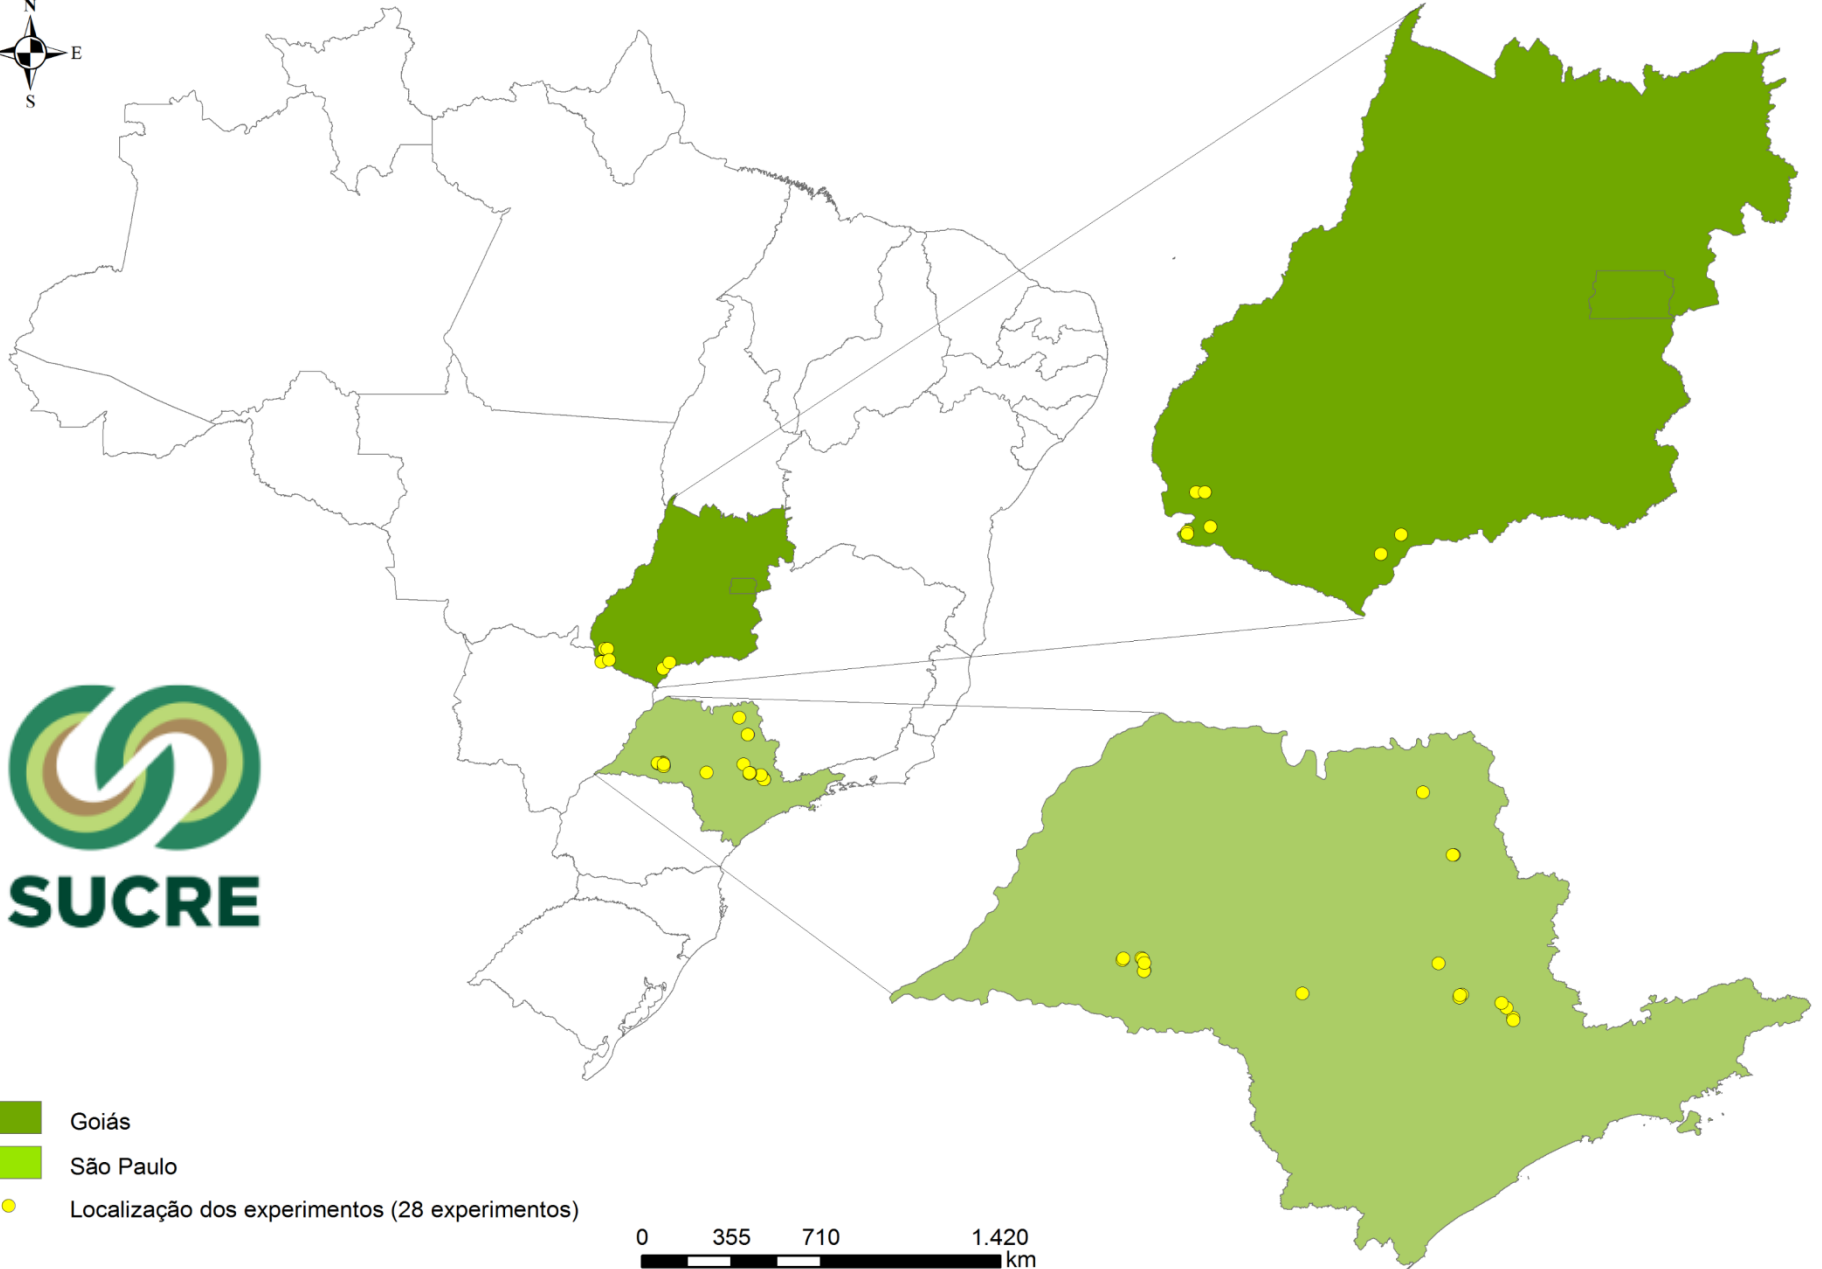 N
E
S
SUCRE
Goiás
São Paulo
Localização dos experimentos (28 experimentos)
0 355 710 1.420
km